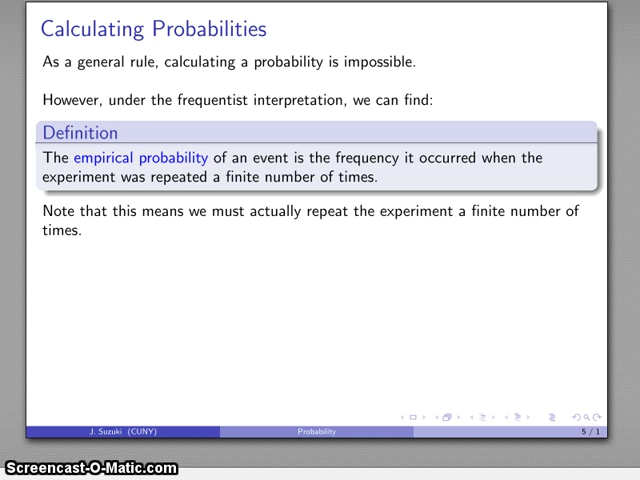 Calculating Probabilities
As a general rule, calculating a probability is impossible.
However, under the frequentist interpretation, we can find:
Definition
The empirical probability of an event is the frequency it occurred when the
experiment was repeated a finite number of times.
Note that this means we must actually repeat the experiment a finite number of
times.
J. Suzuki (CUNY) Probability 5 / 1
Screencast-O-Matic.com